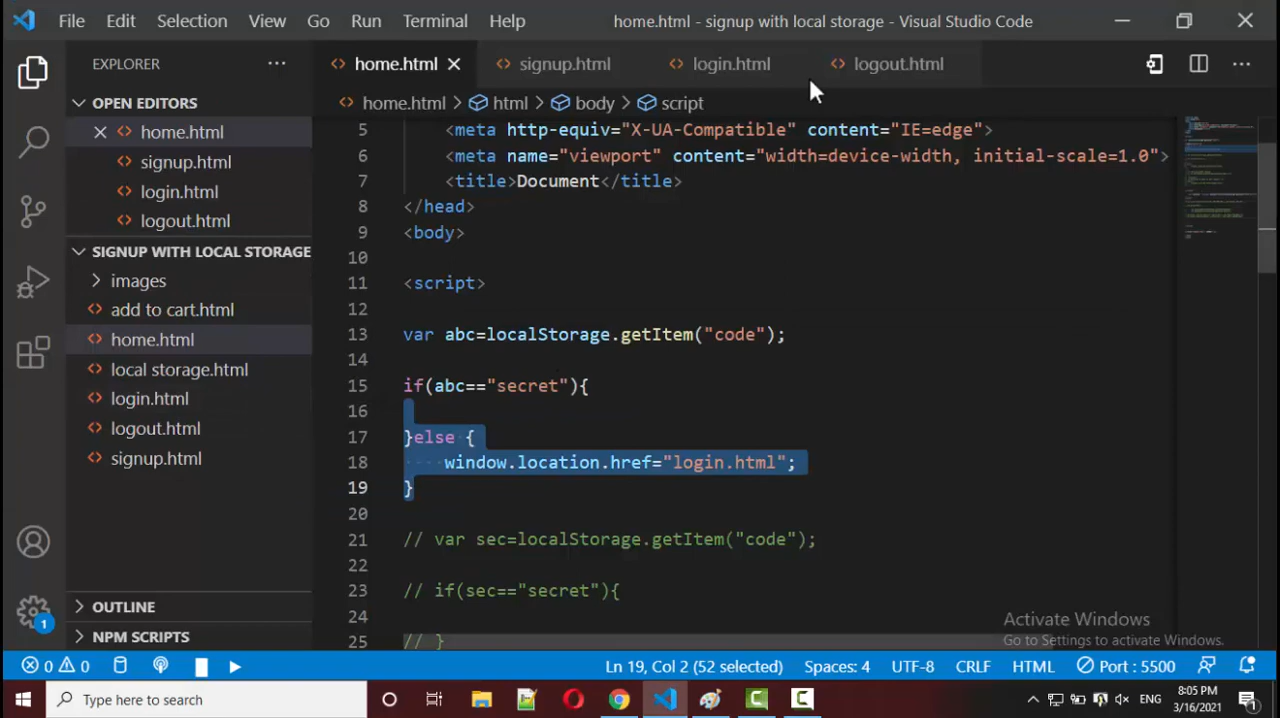 File Edit Selection View Go Run Terminal Help home.html - signup with local storage - Visual Studio Code
EXPLORER
OPEN EDITORS
home.html
signup.html
login.html
logout.html
SIGNUP WITH LOCAL STORAGE
images
add to cart.html
home.html
local storage.html
login.html
logout.html
signup.html
OUTLINE
NPM SCRIPTS
home.html signup.html login.html logout.html
home.html > html > body > script
5 <meta http-equiv="X-UA-Compatible" content="IE=edge">
6 <meta name="viewport" content="width=device-width, initial-scale=1.0">
7 <title>Document</title>
8 </head>
9 <body>
10
11 <script>
12
13 var abc=localStorage.getItem("code");
14
15 if(abc=="secret"){
16
17 }else {
18 window.location.href="login.html";
19 }
20
21 // var sec=localStorage.getItem("code");
22
23 // if(sec=="secret"){
24
25 // }
Activate Windows
Go to Settings to activate Windows.
1
0 0 Ln 19, Col 2 (52 selected) Spaces: 4 UTF-8 CRLF HTML Port : 5500
Type here to search ENG 8:05 PM
3/16/2021 1